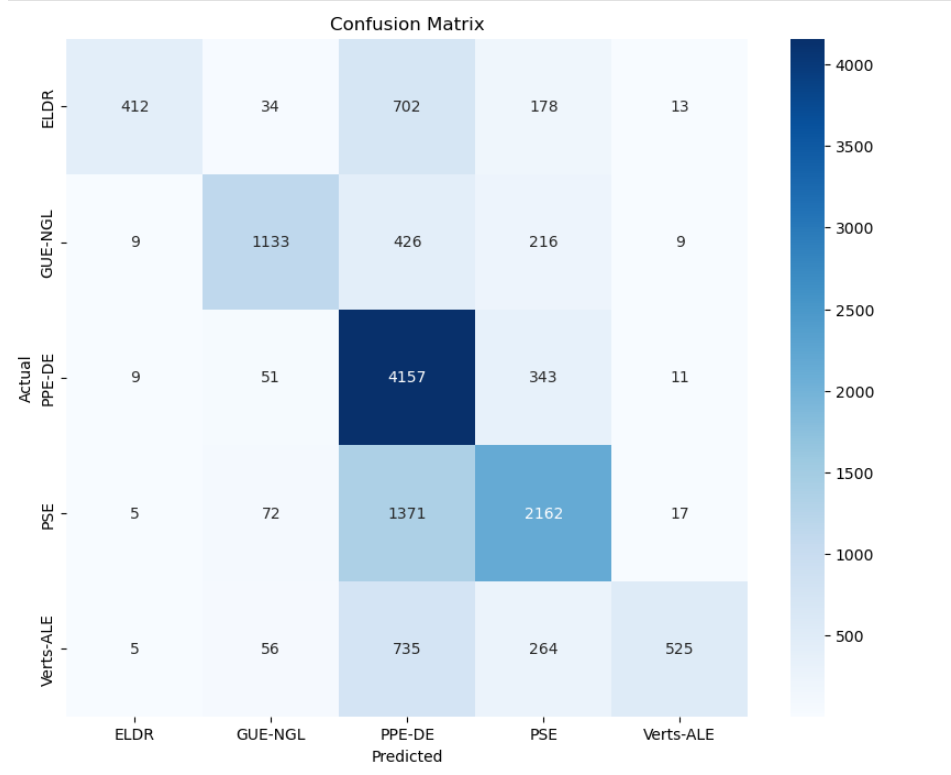 Confusion Matrix
ELDR 412 34 702 178 13
GUE-NGL 9 1133 426 216 9
PPE-DE 9 51 4157 343 11
PSE 5 72 1371 2162 17
Verts-ALE 5 56 735 264 525
Actual
ELDR GUE-NGL PPE-DE PSE Verts-ALE
Predicted
4000
3500
3000
2500
2000
1500
1000
500